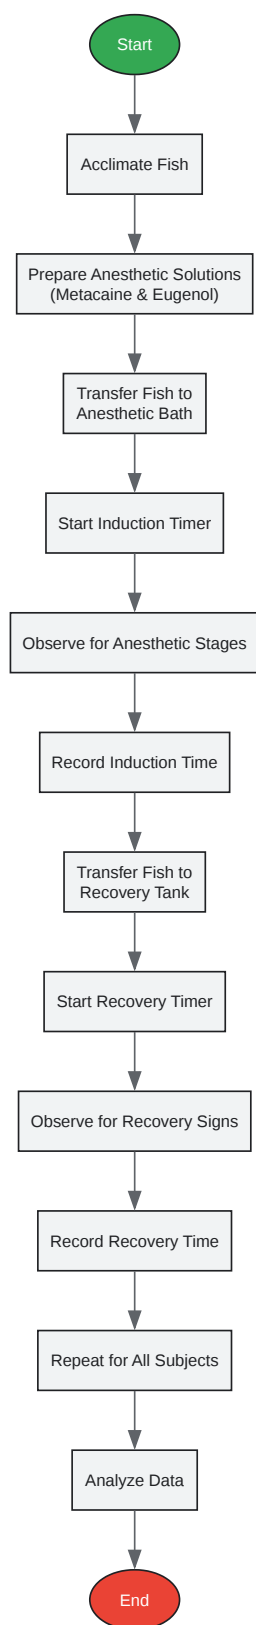 Start
Acclimate Fish
Prepare Anesthetic Solutions
(Metacaine & Eugenol)
Transfer Fish to
Anesthetic Bath
Start Induction Timer
Observe for Anesthetic Stages
Record Induction Time
Transfer Fish to
Recovery Tank
Start Recovery Timer
Observe for Recovery Signs
Record Recovery Time
Repeat for All Subjects
Analyze Data
End